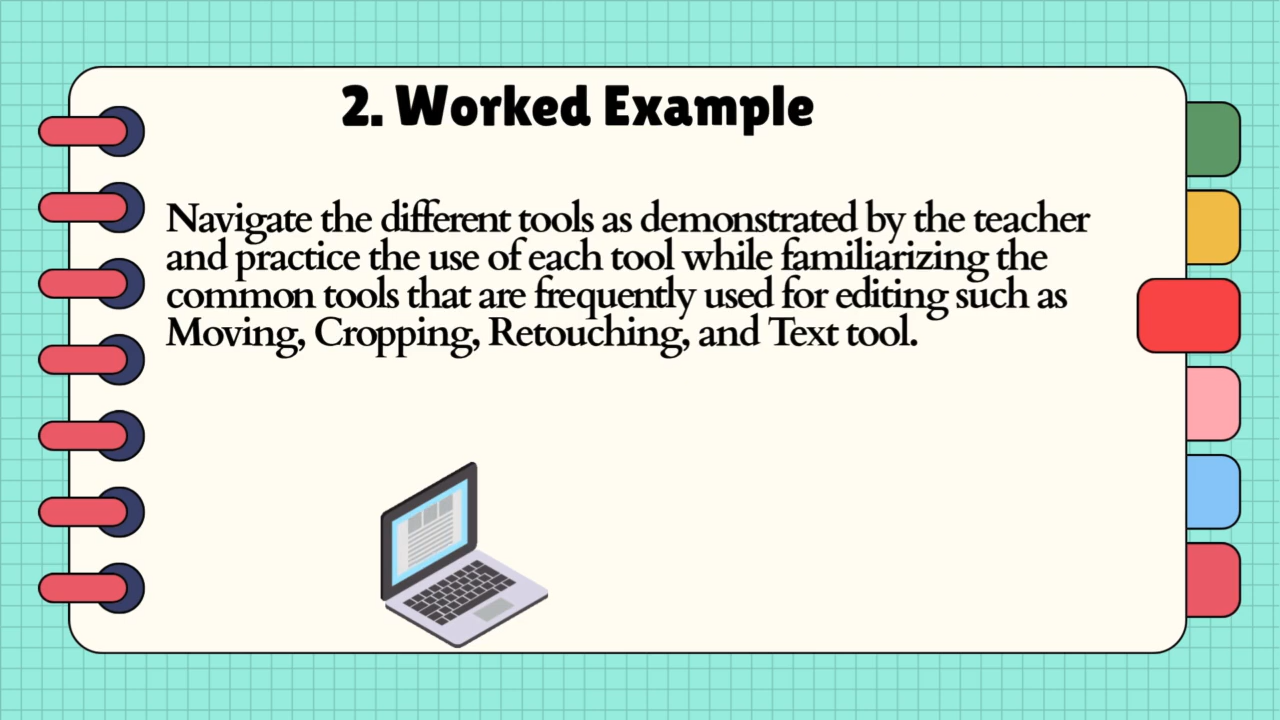 2. Worked Example
Navigate the different tools as demonstrated by the teacher
and practice the use of each tool while familiarizing the
common tools that are frequently used for editing such as
Moving, Cropping, Retouching, and Text tool.